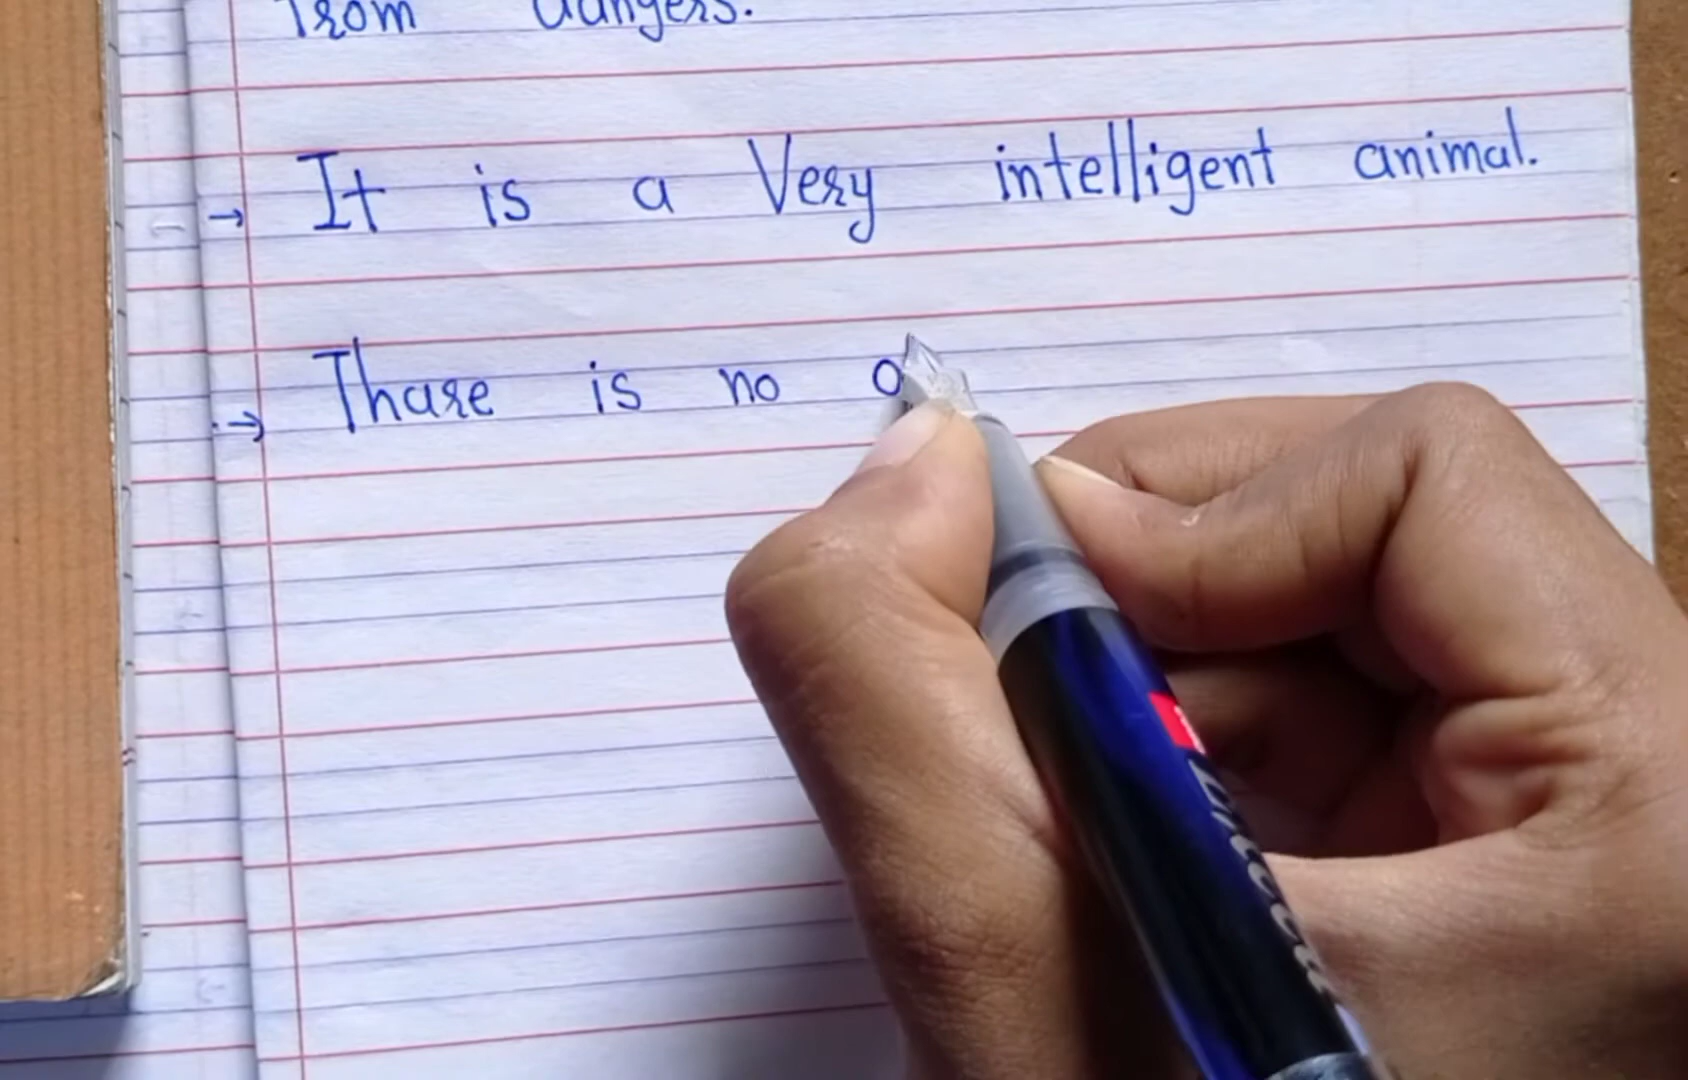 from dangers.
→ It is a Very intelligent animal.
→ Thare is no o